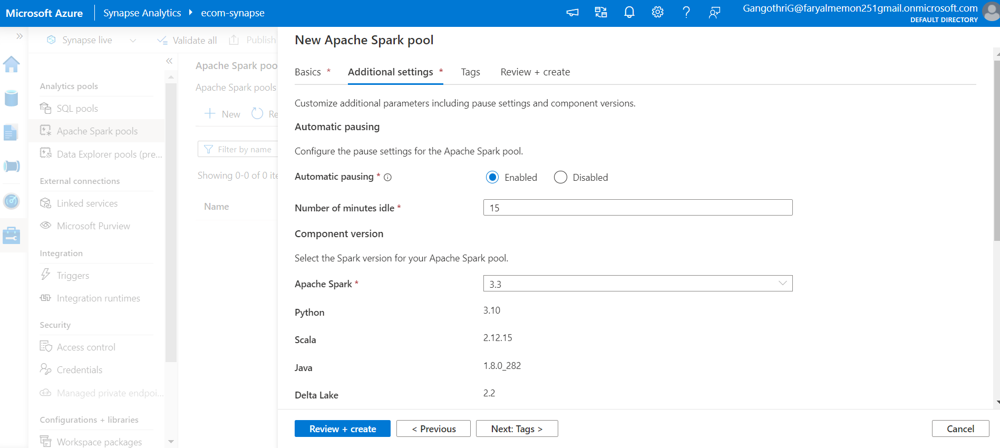 Microsoft Azure
Synapse Analytics
ecom-synapse
GangothriG@faryalmemon251gmail.onmicrosoft.com
DEFAULT DIRECTORY
Synapse live
Validate all
Publish
Analytics pools
SQL pools
Apache Spark pools
Data Explorer pools (pre...
External connections
Linked services
Microsoft Purview
Integration
Triggers
Integration runtimes
Security
Access control
Credentials
Managed private endpoi...
Configurations + libraries
Workspace packages
Apache Spark poo
Apache Spark pools
New
Re
Filter by name
Showing 0-0 of 0 ite
Name
New Apache Spark pool
Basics *
Additional settings *
Tags
Review + create
Customize additional parameters including pause settings and component versions.
Automatic pausing
Configure the pause settings for the Apache Spark pool.
Automatic pausing * Enabled Disabled
Number of minutes idle * 15
Component version
Select the Spark version for your Apache Spark pool.
Apache Spark * 3.3
Python 3.10
Scala 2.12.15
Java 1.8.0_282
Delta Lake 2.2
Review + create
< Previous
Next: Tags >
Cancel